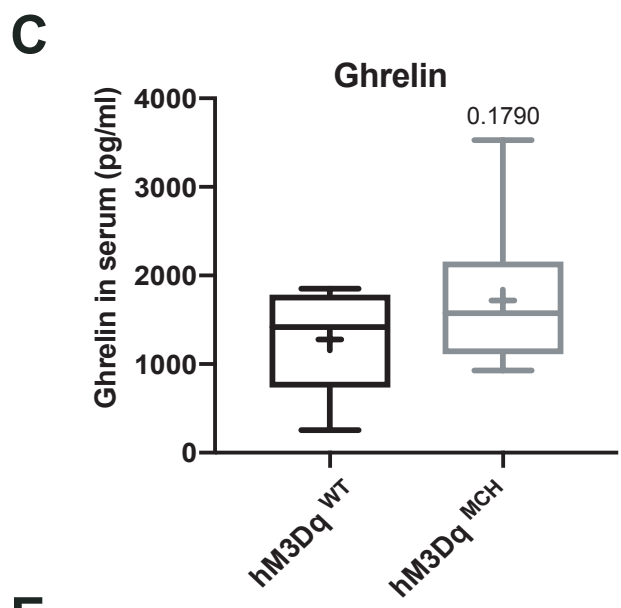 C
Ghrelin
0.1790
Ghrelin in serum (pg/ml)
4000
3000
2000
1000
0
hM3Dq WT
hM3Dq MCH